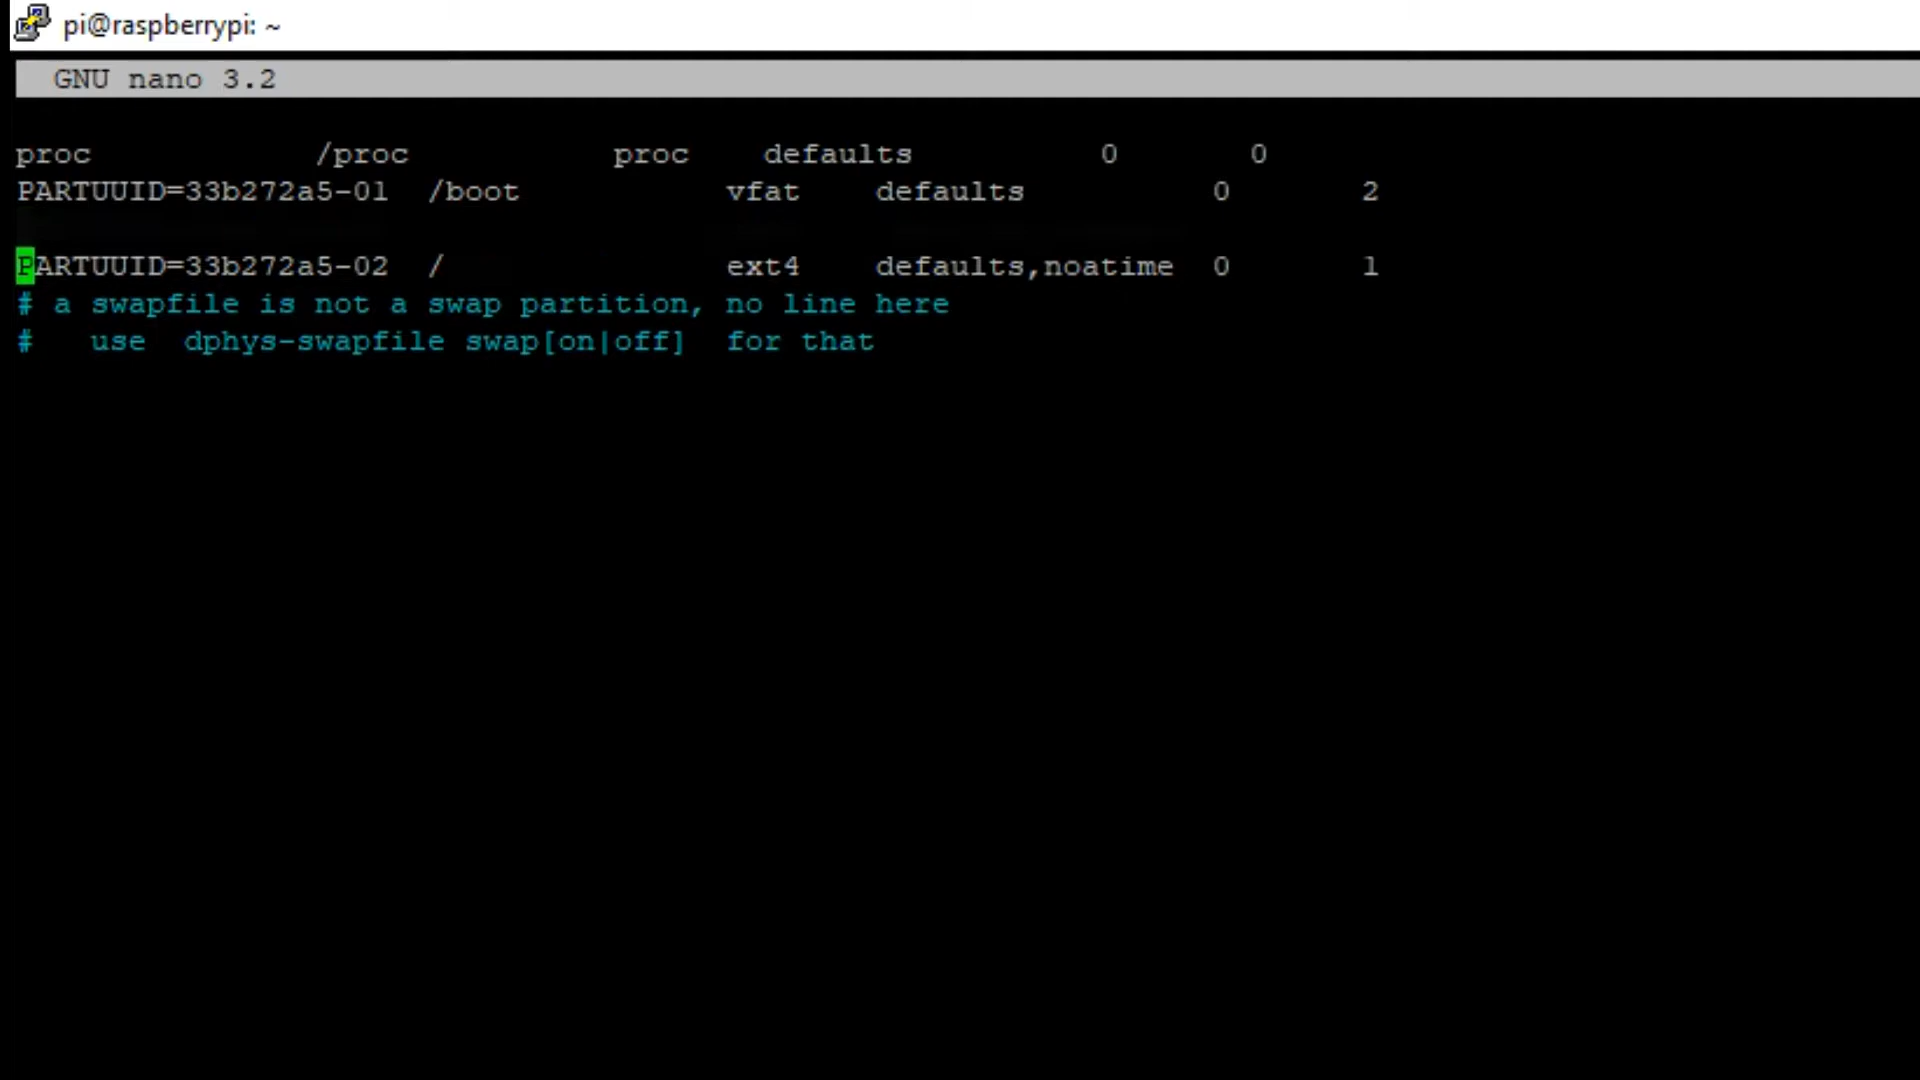 pi@raspberrypi: ~
GNU nano 3.2
proc /proc proc defaults 0 0
PARTUUID=33b272a5-01 /boot vfat defaults 0 2
PARTUUID=33b272a5-02 / ext4 defaults,noatime 0 1
# a swapfile is not a swap partition, no line here
# use dphys-swapfile swap[on|off] for that